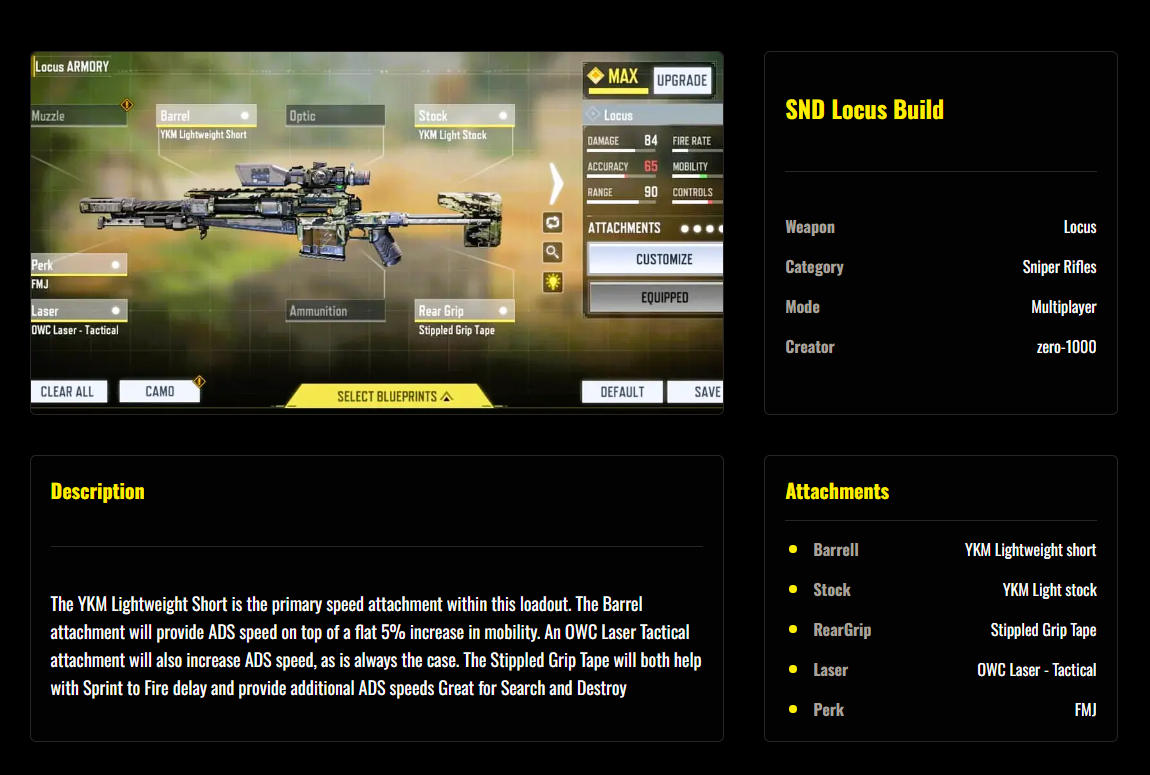 Locus ARMORY
MAX
UPGRADE
Muzzle
Barrel
YKM Lightweight Short
Optic
Stock
YKM Light Stock
Locus
DAMAGE 84 FIRE RATE
ACCURACY 65 MOBILITY
RANGE 90 CONTROLS
ATTACHMENTS
CUSTOMIZE
EQUIPPED
Perk
FMJ
Laser
OWC Laser - Tactical
Ammunition
Rear Grip
Stippled Grip Tape
CLEAR ALL
CAMO
SELECT BLUEPRINTS
DEFAULT
SAVE
SND Locus Build
Weapon Locus
Category Sniper Rifles
Mode Multiplayer
Creator zero-1000
Description
The YKM Lightweight Short is the primary speed attachment within this loadout. The Barrel
attachment will provide ADS speed on top of a flat 5% increase in mobility. An OWC Laser Tactical
attachment will also increase ADS speed, as is always the case. The Stippled Grip Tape will both help
with Sprint to Fire delay and provide additional ADS speeds Great for Search and Destroy
Attachments
Barrell YKM Lightweight short
Stock YKM Light stock
RearGrip Stippled Grip Tape
Laser OWC Laser - Tactical
Perk FMJ